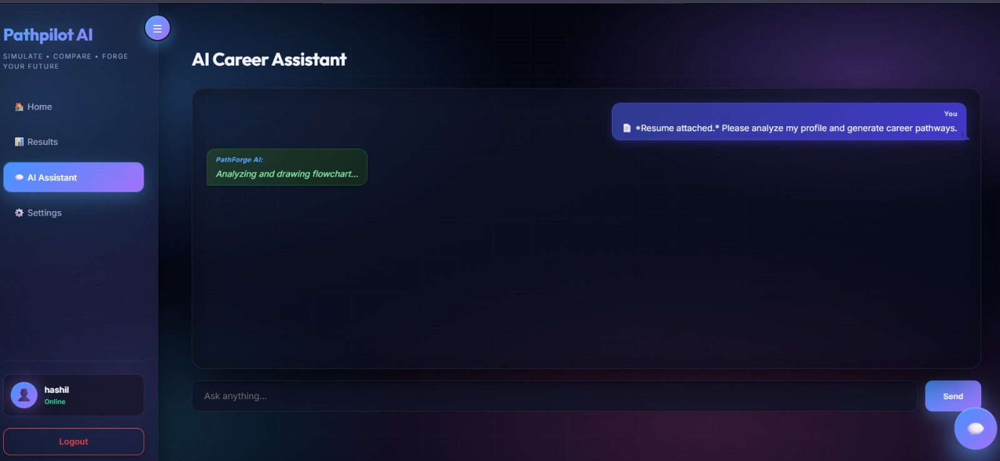 Pathpilot AI
SIMULATE • COMPARE • FORGE
YOUR FUTURE
Home
Results
AI Assistant
Settings
hashil
Online
Logout
AI Career Assistant
You
*Resume attached.* Please analyze my profile and generate career pathways.
PathForge AI:
Analyzing and drawing flowchart...
Ask anything...
Send